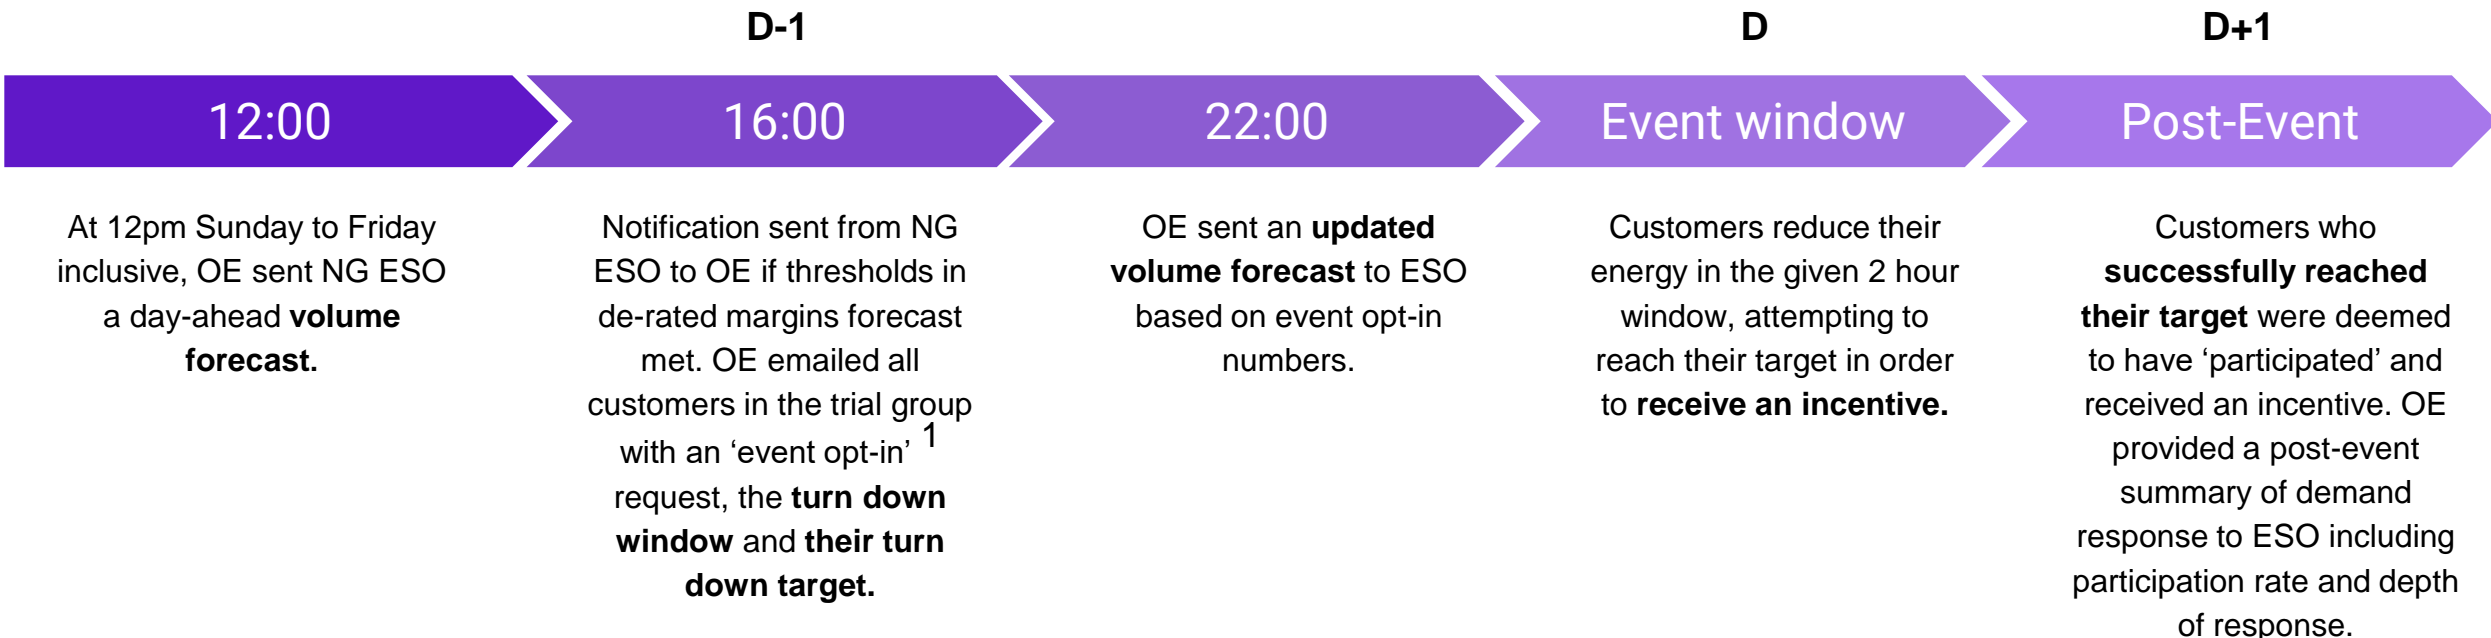 D-1
D
D+1
12:00
16:00
22:00
Event window
Post-Event
At 12pm Sunday to Friday
inclusive, OE sent NG ESO
a day-ahead volume
forecast.
Notification sent from NG
ESO to OE if thresholds in
de-rated margins forecast
met. OE emailed all
customers in the trial group
with an ‘event opt-in’ 1
request, the turn down
window and their turn
down target.
OE sent an updated
volume forecast to ESO
based on event opt-in
numbers.
Customers reduce their
energy in the given 2 hour
window, attempting to
reach their target in order
to receive an incentive.
Customers who
successfully reached
their target were deemed
to have ‘participated’ and
received an incentive. OE
provided a post-event
summary of demand
response to ESO including
participation rate and depth
of response.